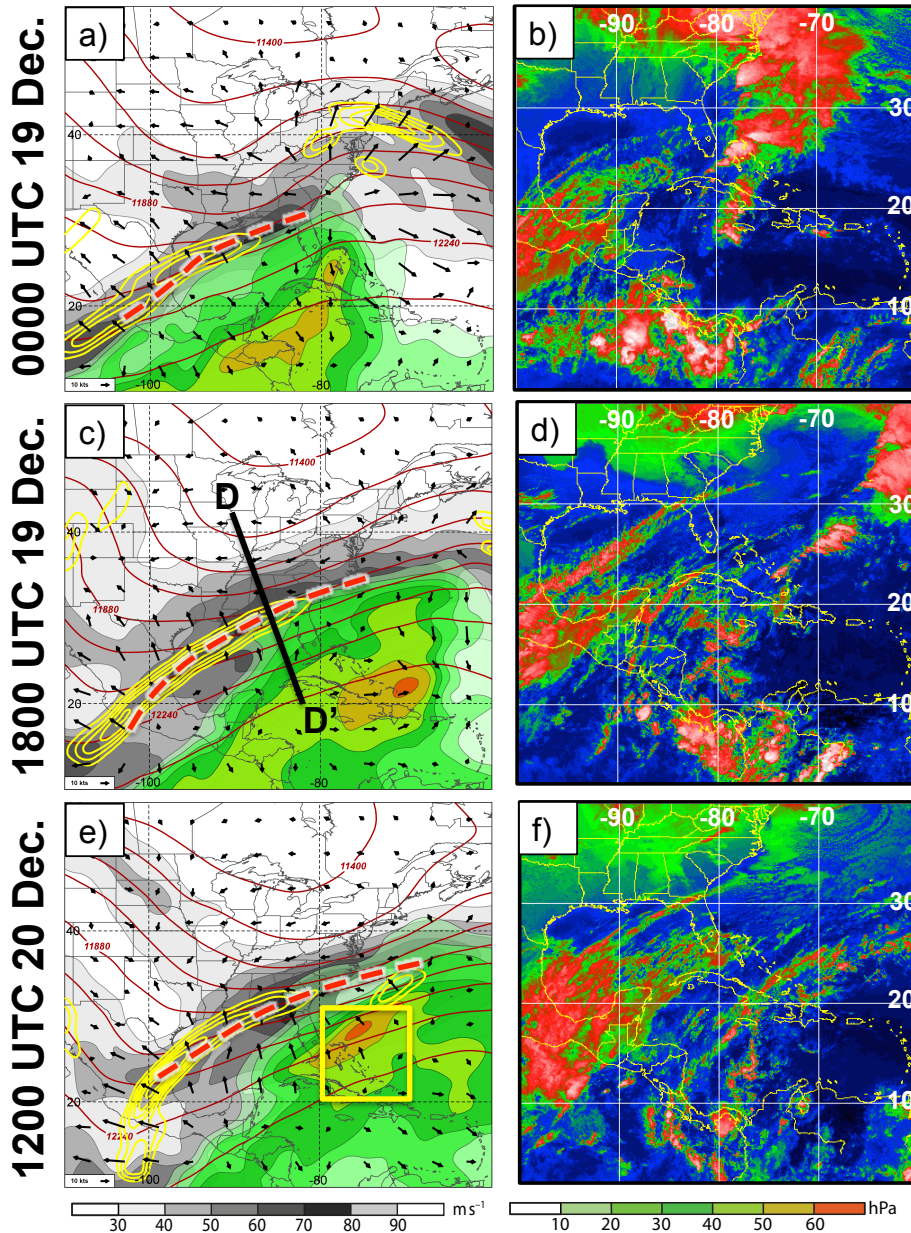 0000 UTC 19 Dec.
a)
11400
40
11880
12240
20
10 kts
-100
-80
b)
-90
-80
-70
30
20
10
1800 UTC 19 Dec.
c)
11400
D
40
11880
20
12240
D'
10 kts
-100
-80
d)
-90
-80
-70
30
20
10
1200 UTC 20 Dec.
e)
11400
40
11880
20
12240
10 kts
-100
-80
f)
-90
-80
-70
30
20
10
30 40 50 60 70 80 90 m s⁻¹
10 20 30 40 50 60 hPa